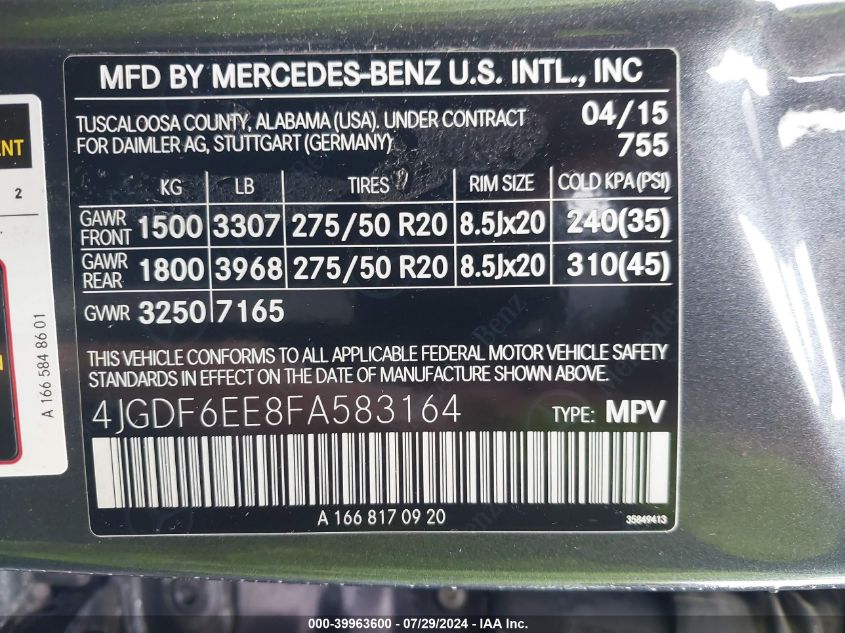 MFD BY MERCEDES-BENZ U.S. INTL., INC
TUSCALOOSA COUNTY, ALABAMA (USA). UNDER CONTRACT 04/15
FOR DAIMLER AG, STUTTGART (GERMANY) 755
KG LB TIRES RIM SIZE COLD KPA(PSI)
GAWR FRONT 1500 3307 275/50 R20 8.5Jx20 240(35)
GAWR REAR 1800 3968 275/50 R20 8.5Jx20 310(45)
GVWR 3250 7165
THIS VEHICLE CONFORMS TO ALL APPLICABLE FEDERAL MOTOR VEHICLE SAFETY
STANDARDS IN EFFECT ON THE DATE OF MANUFACTURE SHOWN ABOVE.
4JGDF6EE8FA583164 TYPE: MPV
A 166 817 09 20 35849413
2
A 166 584 86 01
Mercedes-Benz
000-39963600 / 07/29/2024 - IAA Inc.